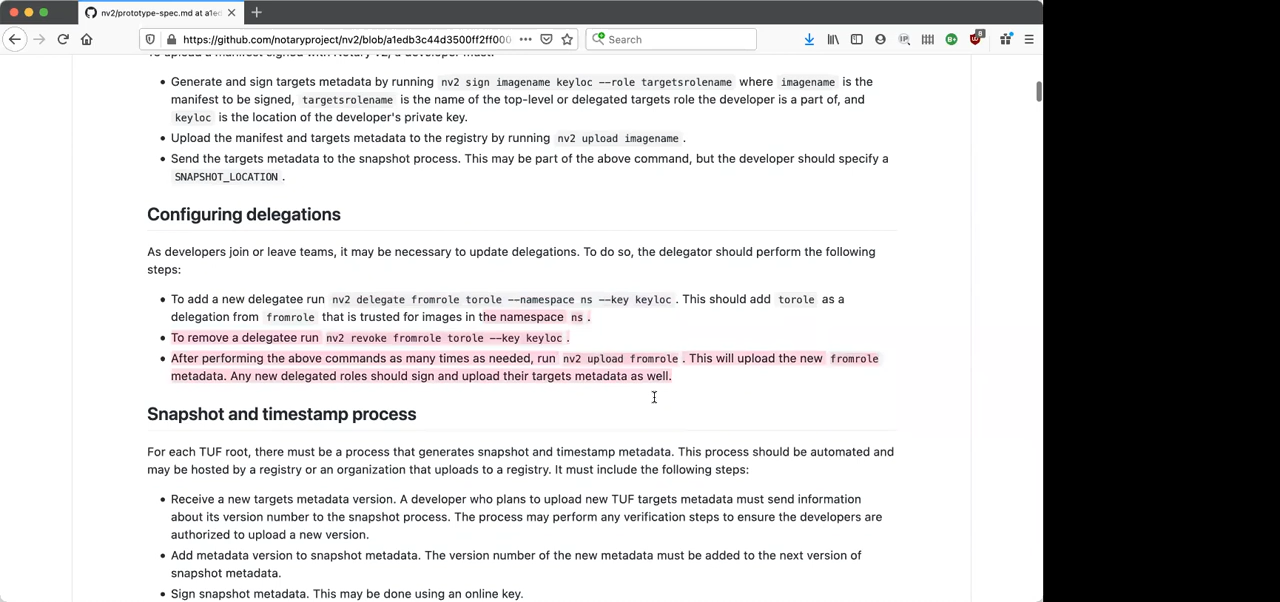 nv2/prototype-spec.md at a1ed
https://github.com/notaryproject/nv2/blob/a1edb3c44d3500ff2ff000
Search
8
Generate and sign targets metadata by running nv2 sign imagename keyloc --role targetsrolename where imagename is the
manifest to be signed, targetsrolename is the name of the top-level or delegated targets role the developer is a part of, and
keyloc is the location of the developer's private key.
Upload the manifest and targets metadata to the registry by running nv2 upload imagename.
Send the targets metadata to the snapshot process. This may be part of the above command, but the developer should specify a
SNAPSHOT_LOCATION.
Configuring delegations
As developers join or leave teams, it may be necessary to update delegations. To do so, the delegator should perform the following
steps:
To add a new delegatee run nv2 delegate fromrole torole --namespace ns --key keyloc. This should add torole as a
delegation from fromrole that is trusted for images in the namespace ns.
To remove a delegatee run nv2 revoke fromrole torole --key keyloc.
After performing the above commands as many times as needed, run nv2 upload fromrole. This will upload the new fromrole
metadata. Any new delegated roles should sign and upload their targets metadata as well.
Snapshot and timestamp process
For each TUF root, there must be a process that generates snapshot and timestamp metadata. This process should be automated and
may be hosted by a registry or an organization that uploads to a registry. It must include the following steps:
Receive a new targets metadata version. A developer who plans to upload new TUF targets metadata must send information
about its version number to the snapshot process. The process may perform any verification steps to ensure the developers are
authorized to upload a new version.
Add metadata version to snapshot metadata. The version number of the new metadata must be added to the next version of
snapshot metadata.
Sign snapshot metadata. This may be done using an online key.